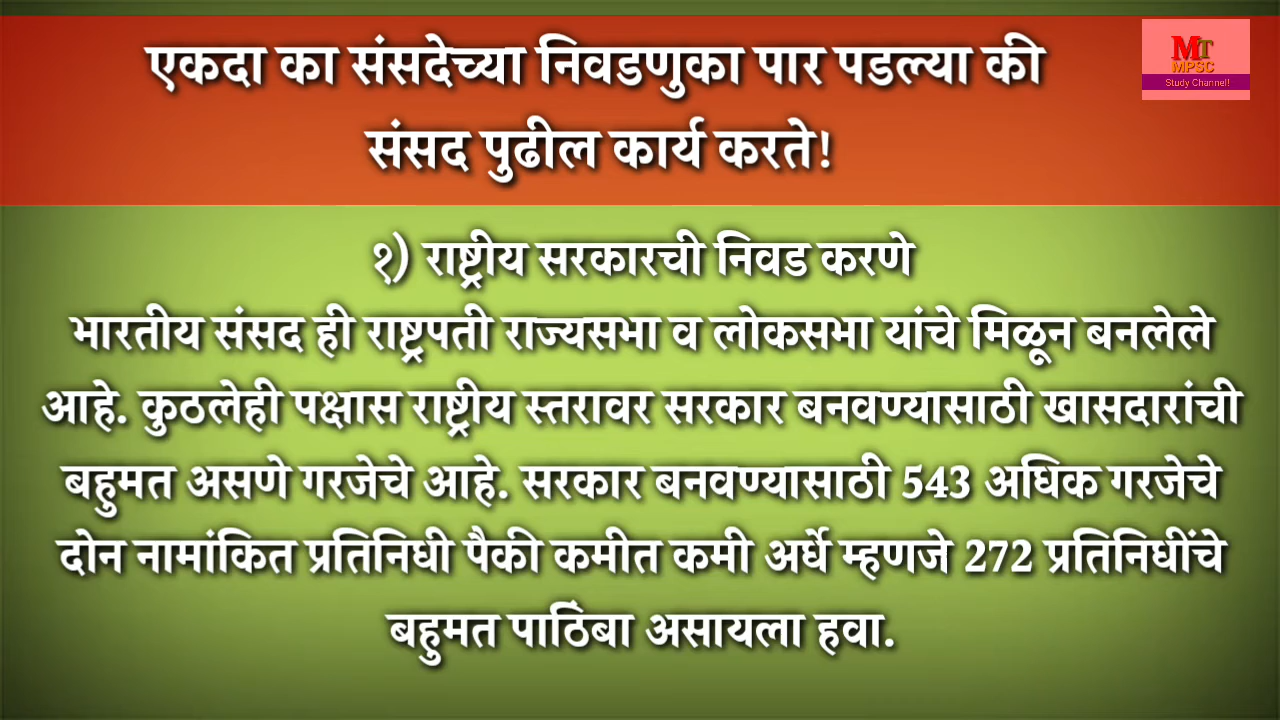 एकदा का संसदेच्या निवडणुका पार पडल्या की
संसद पुढील कार्य करते!
MT
MPSC
Study Channel!
१) राष्ट्रीय सरकारची निवड करणे
भारतीय संसद ही राष्ट्रपती राज्यसभा व लोकसभा यांचे मिळून बनलेले
आहे. कुठलेही पक्षास राष्ट्रीय स्तरावर सरकार बनवण्यासाठी खासदारांची
बहुमत असणे गरजेचे आहे. सरकार बनवण्यासाठी 543 अधिक गरजेचे
दोन नामांकित प्रतिनिधी पैकी कमीत कमी अर्धे म्हणजे 272 प्रतिनिधींचे
बहुमत पाठिंबा असायला हवा.